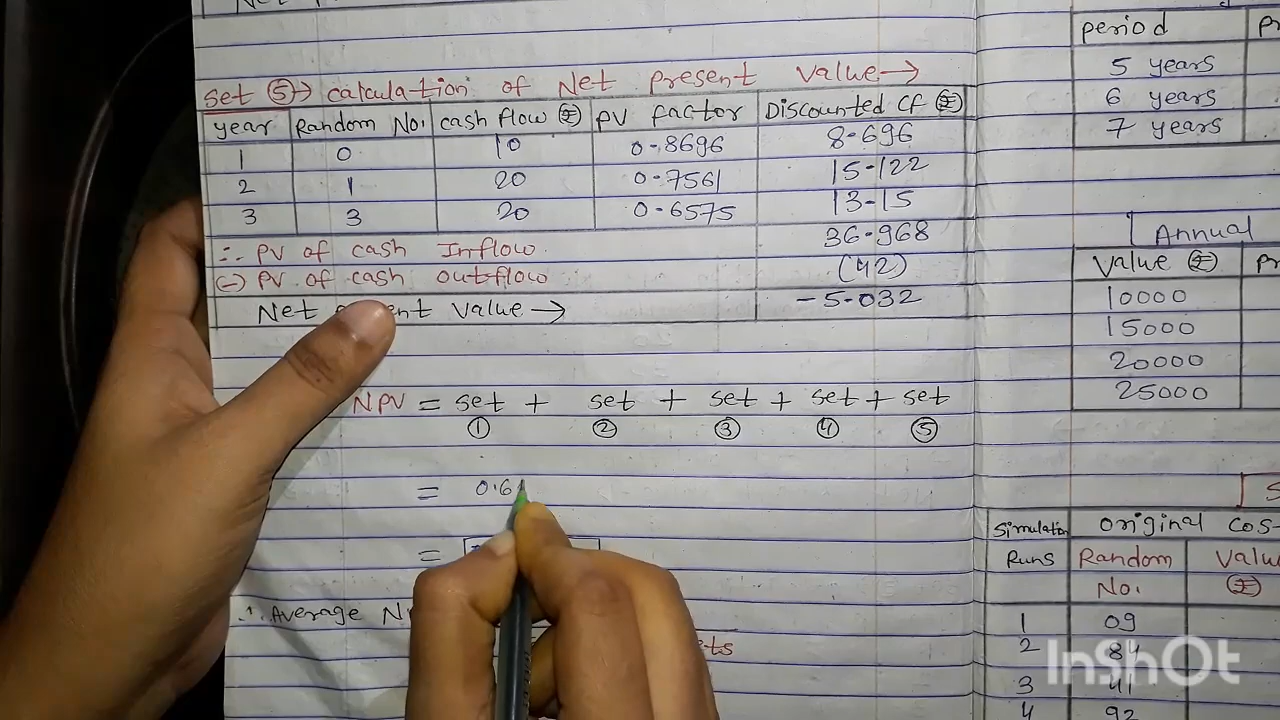 Set ⑤→ calculation of Net present value→
year Random No. cash flow (₹) PV factor Discounted CF (₹)
1 0 10 0.8696 8.696
2 1 20 0.7561 15.122
3 3 20 0.6575 13.15
∴ PV of cash Inflow. 36.968
(-) PV of cash outflow (42)
Net Value → -5.032
NPV = set + set + set + set + set
① ② ③ ④ ⑤
= 0.6
=
∴ Average
period
5 years
6 years
7 years
Annual
Value (₹)
10000
15000
20000
25000
Simulation original
Runs Random
No. (₹)
1 09
2 84
3 41
4 92
InShOt